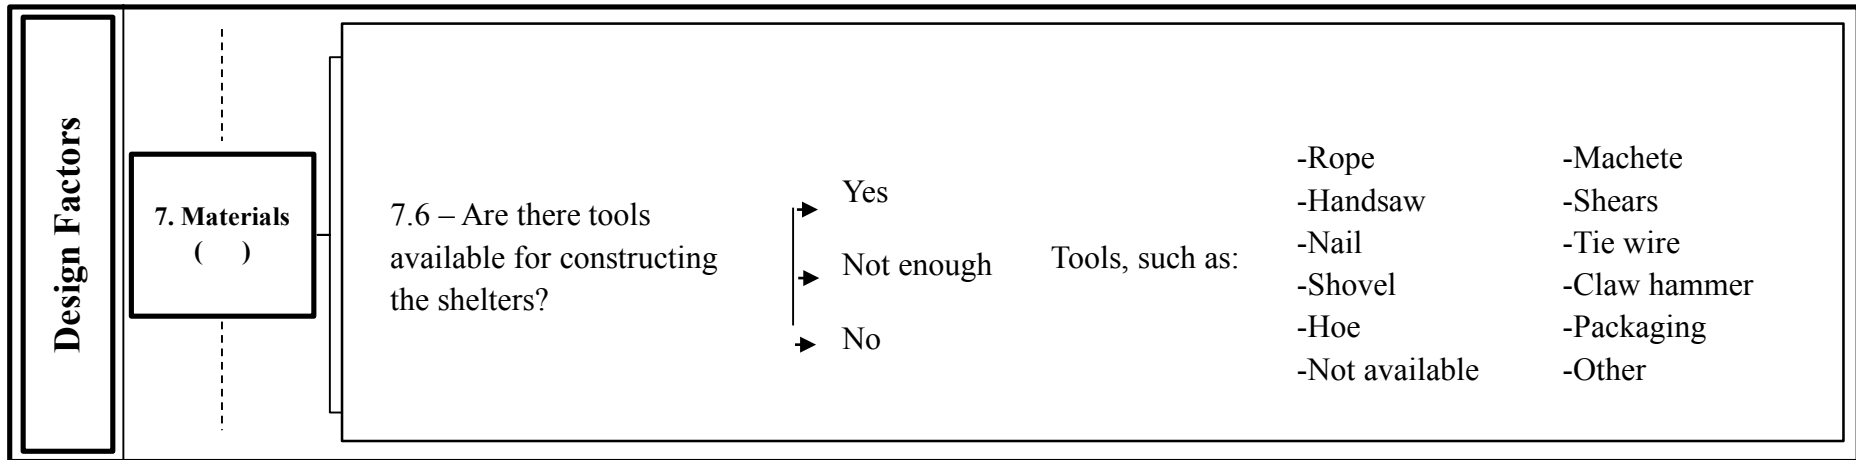 Design Factors
7. Materials
(     )
7.6 – Are there tools
available for constructing
the shelters?
Yes
Not enough
No
Tools, such as:
-Rope
-Handsaw
-Nail
-Shovel
-Hoe
-Not available
-Machete
-Shears
-Tie wire
-Claw hammer
-Packaging
-Other